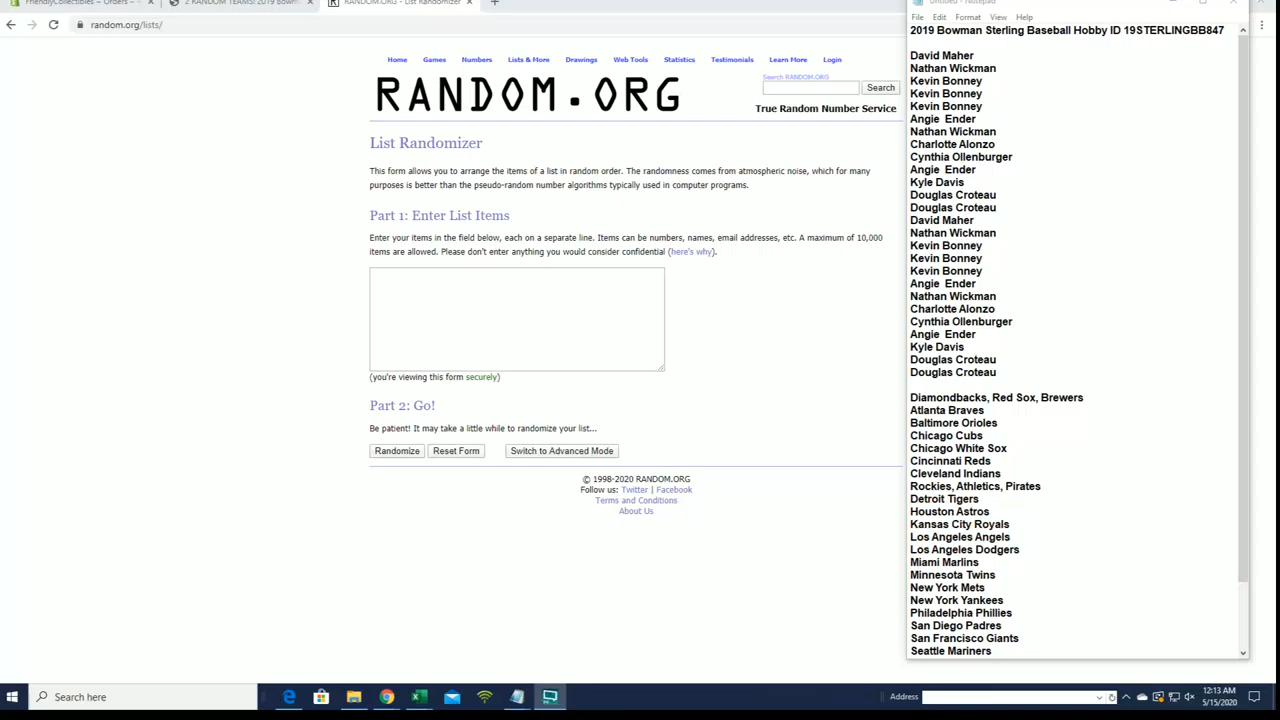 FriendlyCollectibles – Orders –
2 RANDOM TEAMS! 2019 Bowm
RANDOM.ORG - List Randomizer
random.org/lists/
Home Games Numbers Lists & More Drawings Web Tools Statistics Testimonials Learn More Login
RANDOM.ORG
Search RANDOM.ORG
Search
True Random Number Service
List Randomizer
This form allows you to arrange the items of a list in random order. The randomness comes from atmospheric noise, which for many
purposes is better than the pseudo-random number algorithms typically used in computer programs.
Part 1: Enter List Items
Enter your items in the field below, each on a separate line. Items can be numbers, names, email addresses, etc. A maximum of 10,000
items are allowed. Please don't enter anything you would consider confidential (here's why).
(you're viewing this form securely)
Part 2: Go!
Be patient! It may take a little while to randomize your list...
Randomize Reset Form Switch to Advanced Mode
© 1998-2020 RANDOM.ORG
Follow us: Twitter | Facebook
Terms and Conditions
About Us
Untitled - Notepad
File Edit Format View Help
2019 Bowman Sterling Baseball Hobby ID 19STERLINGBB847
David Maher
Nathan Wickman
Kevin Bonney
Kevin Bonney
Kevin Bonney
Angie Ender
Nathan Wickman
Charlotte Alonzo
Cynthia Ollenburger
Angie Ender
Kyle Davis
Douglas Croteau
Douglas Croteau
David Maher
Nathan Wickman
Kevin Bonney
Kevin Bonney
Kevin Bonney
Angie Ender
Nathan Wickman
Charlotte Alonzo
Cynthia Ollenburger
Angie Ender
Kyle Davis
Douglas Croteau
Douglas Croteau
Diamondbacks, Red Sox, Brewers
Atlanta Braves
Baltimore Orioles
Chicago Cubs
Chicago White Sox
Cincinnati Reds
Cleveland Indians
Rockies, Athletics, Pirates
Detroit Tigers
Houston Astros
Kansas City Royals
Los Angeles Angels
Los Angeles Dodgers
Miami Marlins
Minnesota Twins
New York Mets
New York Yankees
Philadelphia Phillies
San Diego Padres
San Francisco Giants
Seattle Mariners
Search here
Address
12:13 AM
5/15/2020